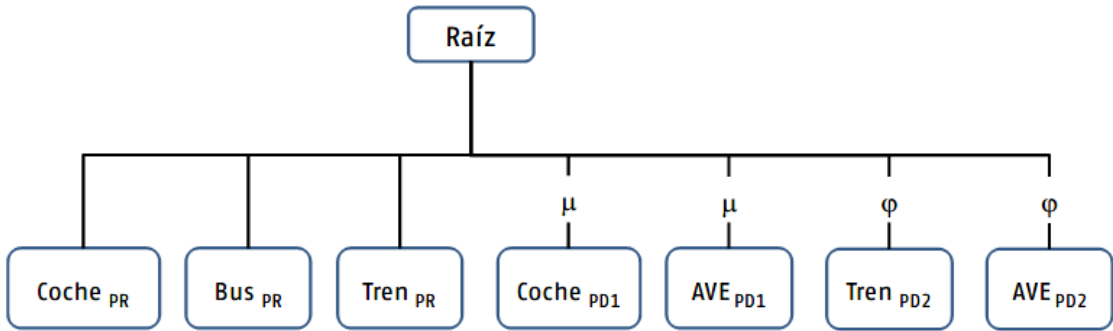 Raíz
μ μ φ φ
Coche PR Bus PR Tren PR Coche PD1 AVE PD1 Tren PD2 AVE PD2